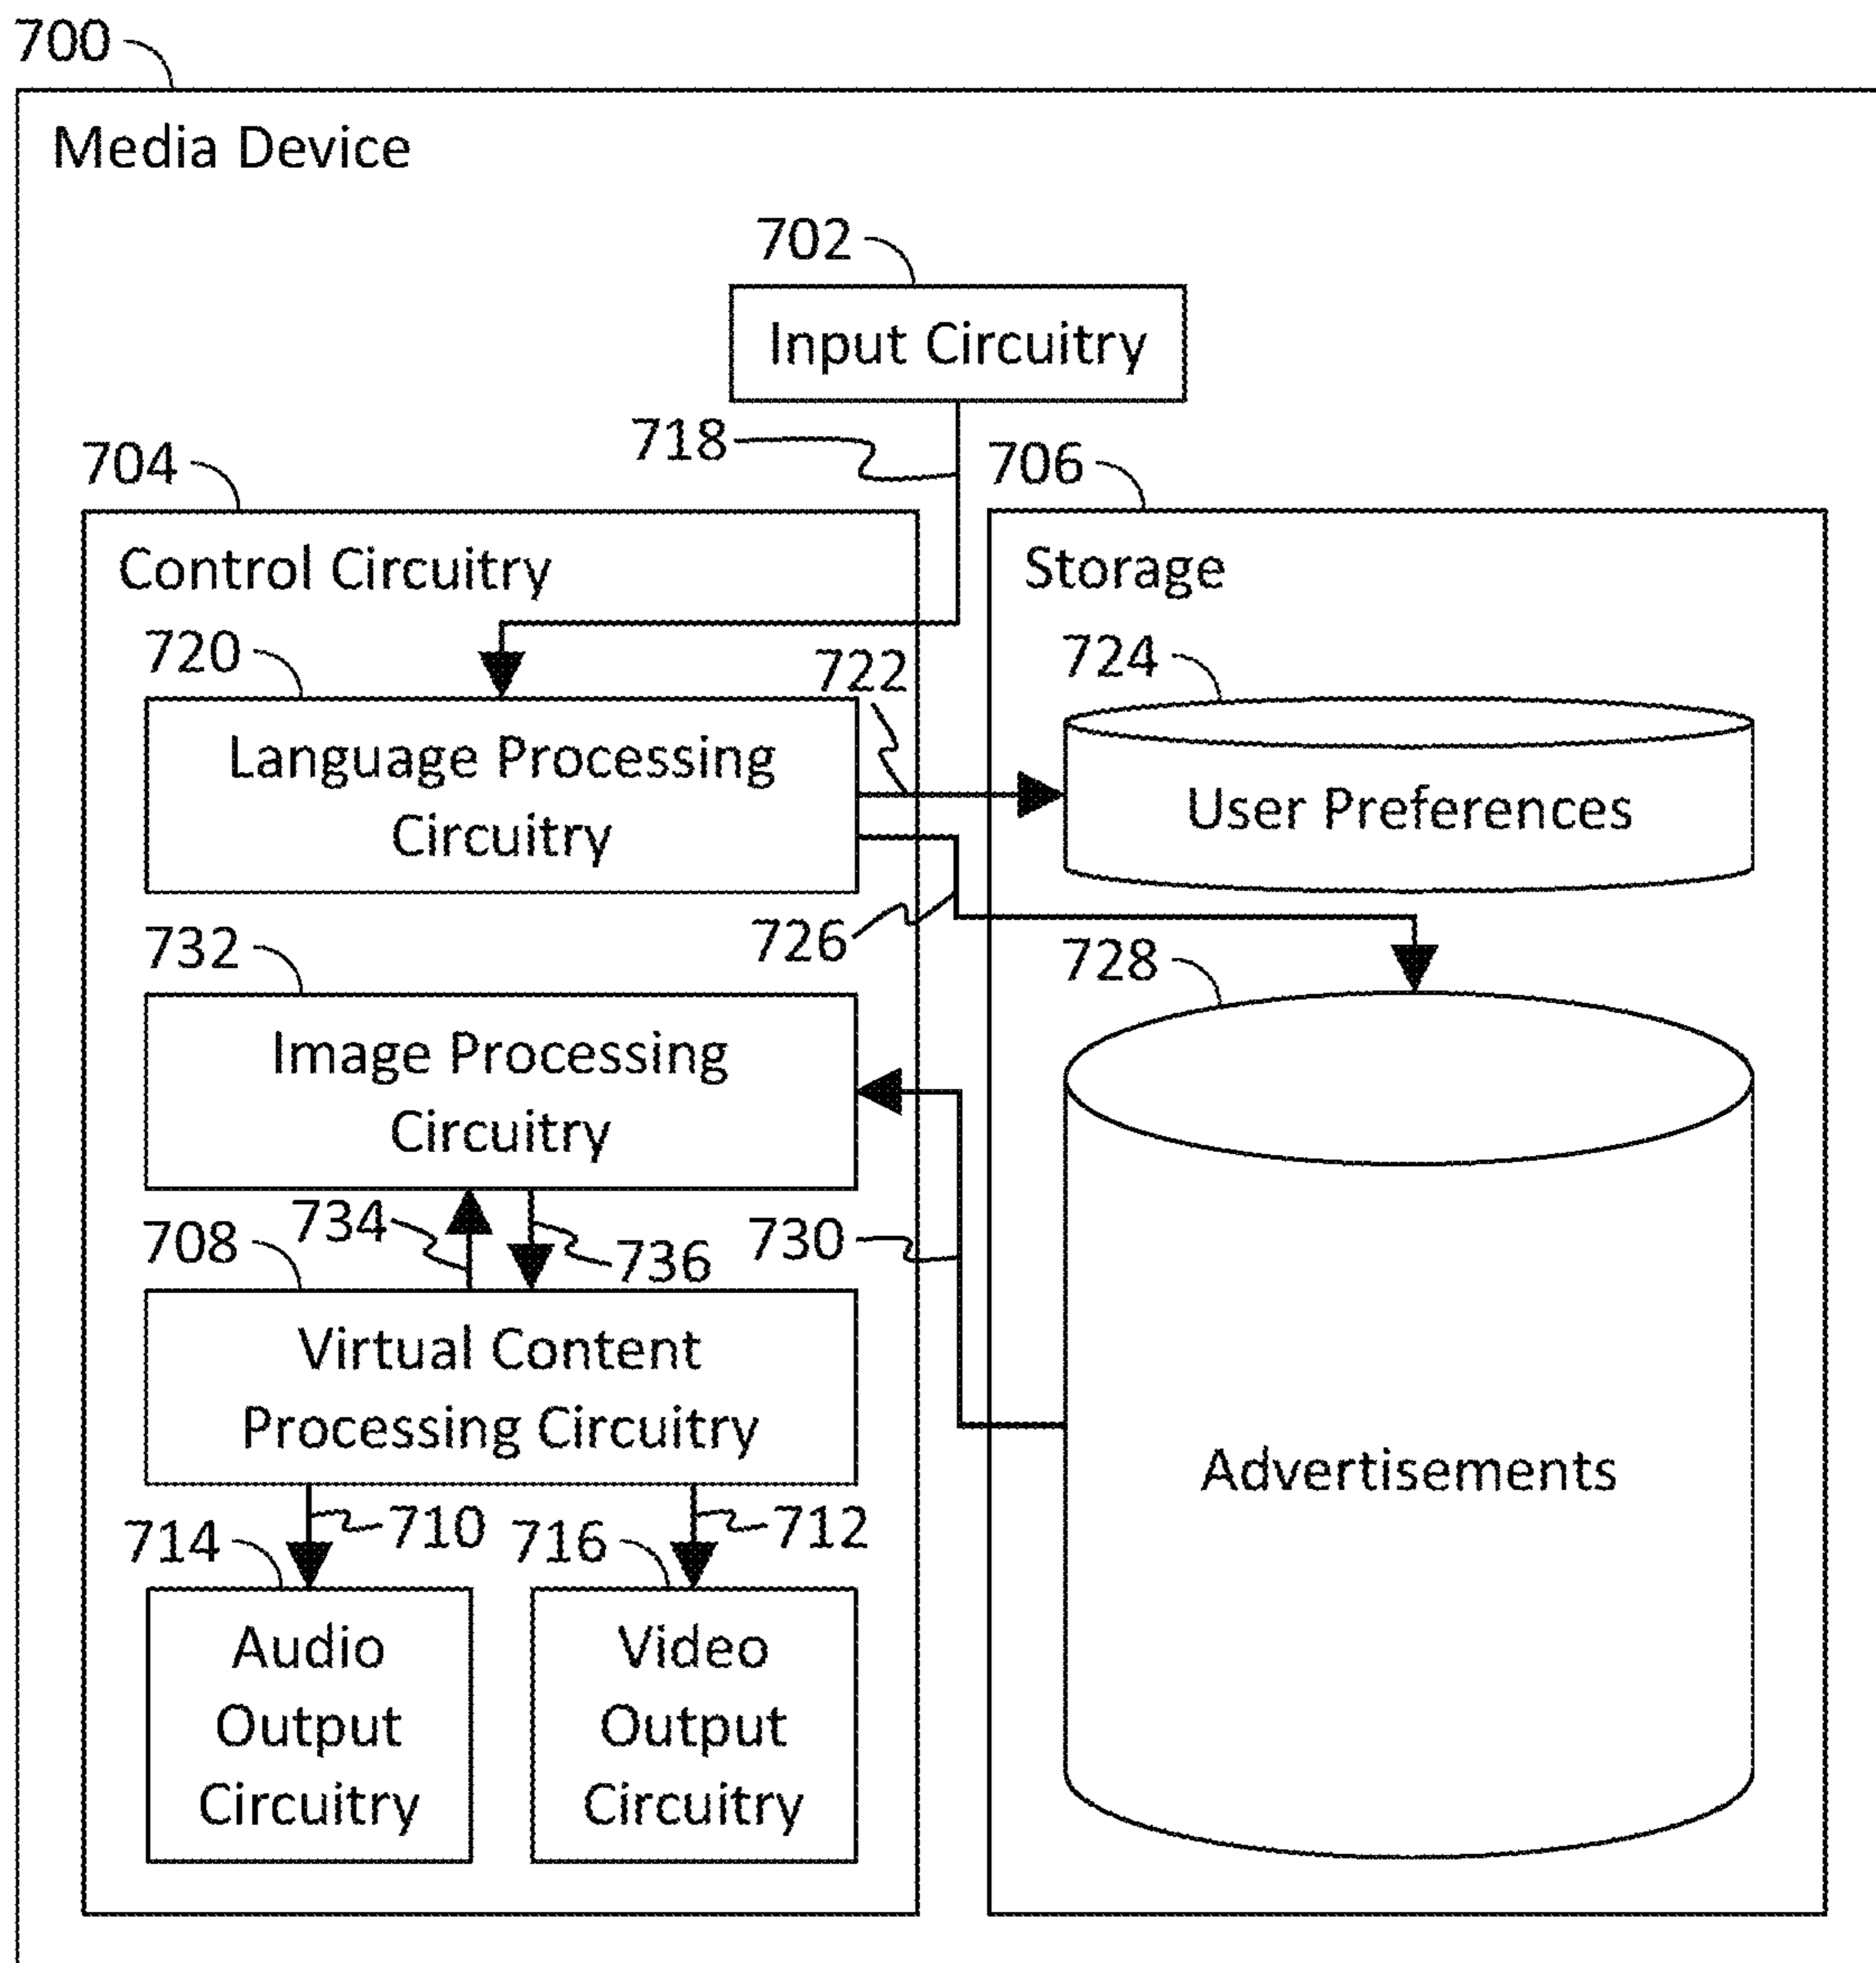 700
Media Device
702
Input Circuitry
718
704
706
Control Circuitry
Storage
720
722
724
Language Processing
Circuitry
User Preferences
726
732
728
Image Processing
Circuitry
734
708
736
730
Virtual Content
Processing Circuitry
Advertisements
714
710
716
712
Audio
Output
Circuitry
Video
Output
Circuitry